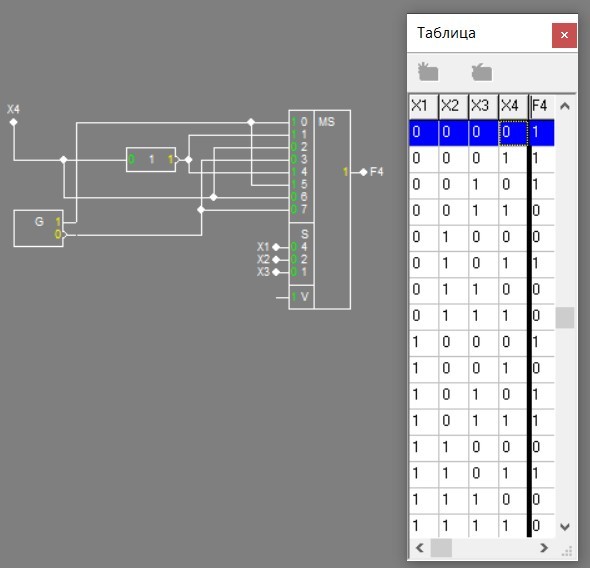 Таблица
X4
1 0 MS
1 1
0 2
0 1 1
0 3
1 4
1 F4
1 5
0 6
0 7
G 1
0
S
X1 0 4
X2 0 2
X3 0 1
1 V
X1 X2 X3 X4 F4
0 0 0 0 1
0 0 0 1 1
0 0 1 0 1
0 0 1 1 0
0 1 0 0 0
0 1 0 1 1
0 1 1 0 0
0 1 1 1 0
1 0 0 0 1
1 0 0 1 0
1 0 1 0 1
1 0 1 1 1
1 1 0 0 0
1 1 0 1 1
1 1 1 0 0
1 1 1 1 0